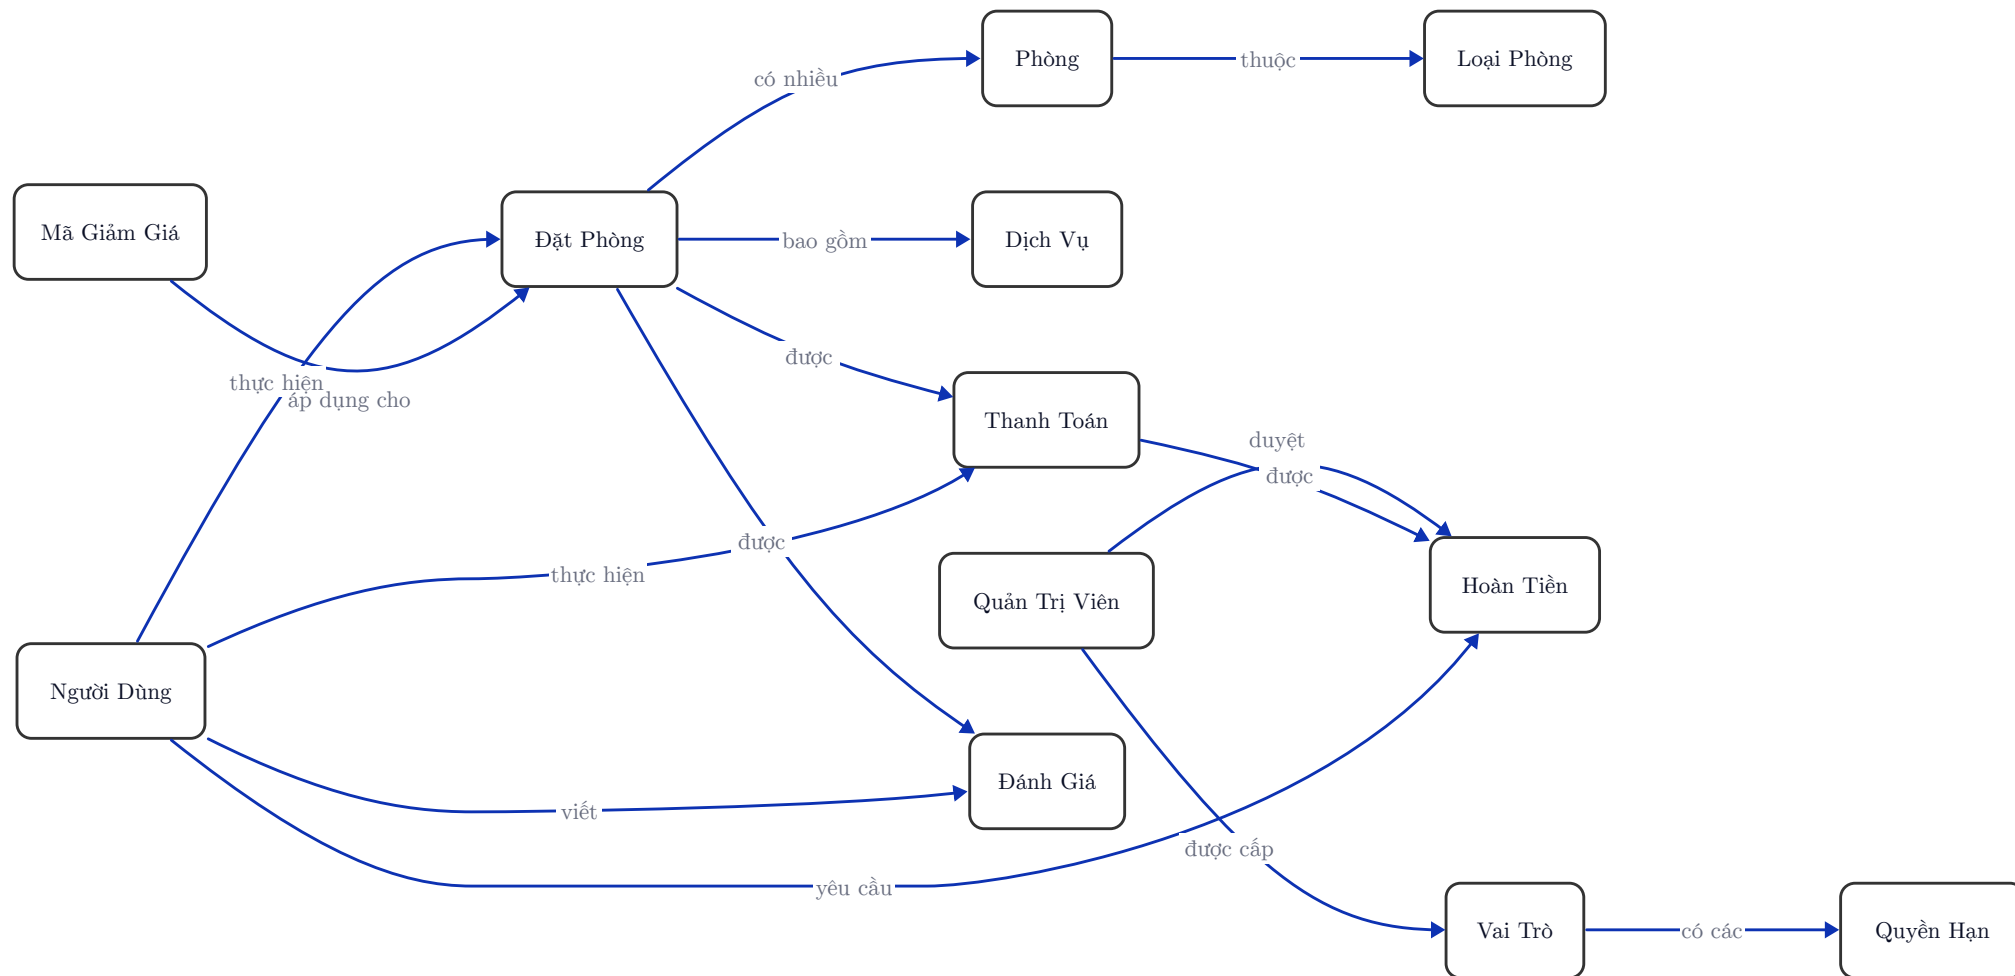 Phòng
thuộc
Loại Phòng
có nhiều
Mã Giảm Giá
Đặt Phòng
bao gồm
Dịch Vụ
được
thực hiện
áp dụng cho
Thanh Toán
duyệt
được
được
thực hiện
Quản Trị Viên
Hoàn Tiền
Người Dùng
Đánh Giá
viết
được cấp
yêu cầu
Vai Trò
có các
Quyền Hạn